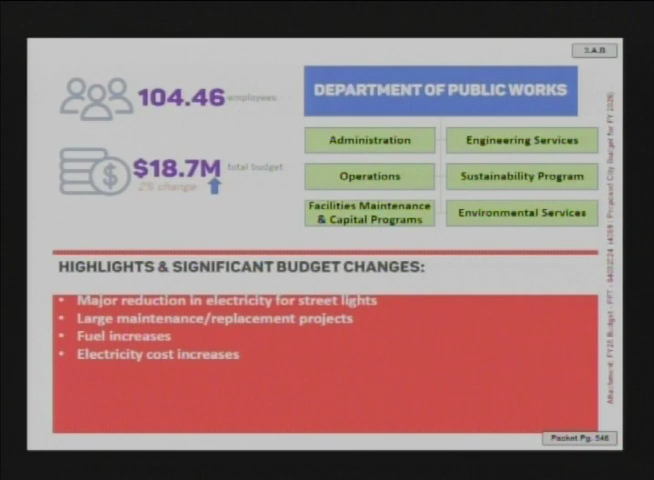 3.A.B
104.46 employees
DEPARTMENT OF PUBLIC WORKS
Administration
Engineering Services
$18.7M total budget
2% change
Operations
Sustainability Program
Facilities Maintenance
& Capital Programs
Environmental Services
HIGHLIGHTS & SIGNIFICANT BUDGET CHANGES:
• Major reduction in electricity for street lights
• Large maintenance/replacement projects
• Fuel increases
• Electricity cost increases
Packet Pg. 546